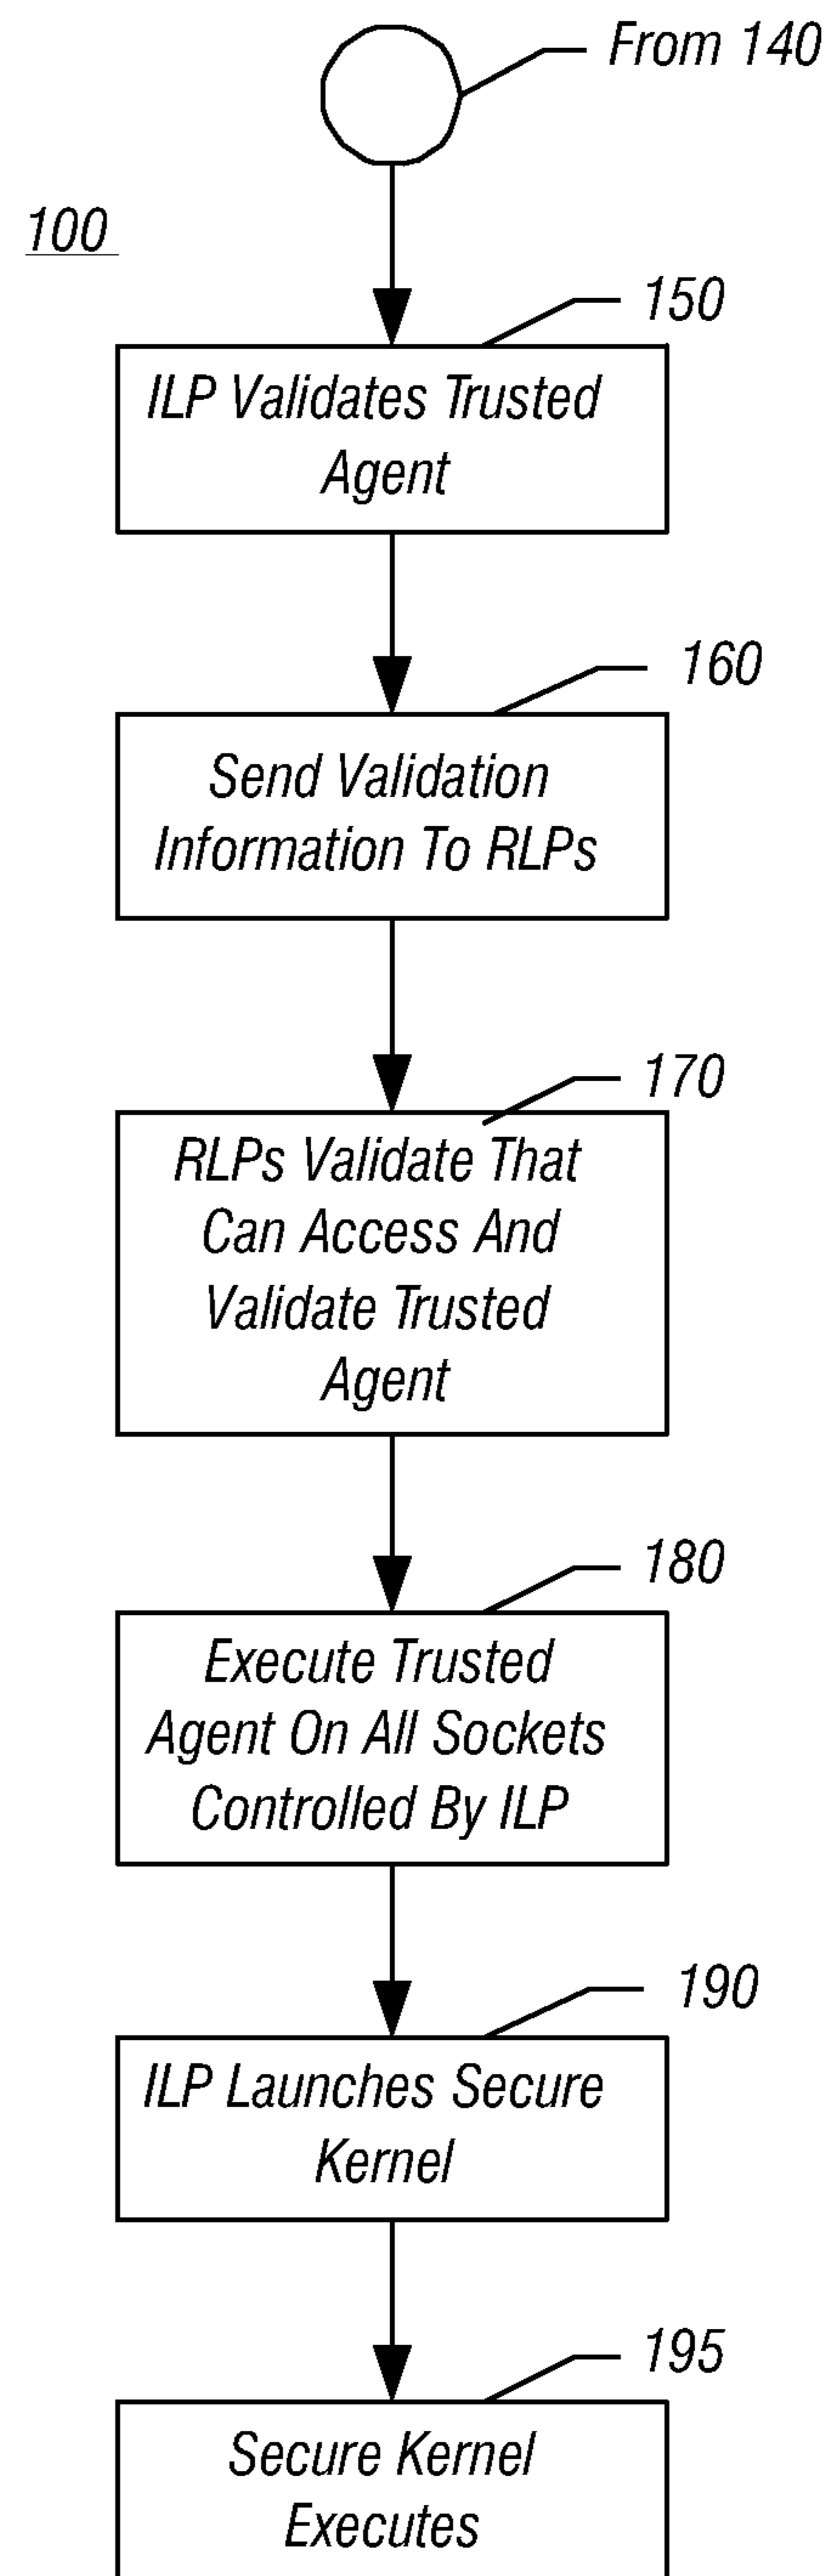 From 140
100
150
ILP Validates Trusted
Agent
160
Send Validation
Information To RLPs
170
RLPs Validate That
Can Access And
Validate Trusted
Agent
180
Execute Trusted
Agent On All Sockets
Controlled By ILP
190
ILP Launches Secure
Kernel
195
Secure Kernel
Executes